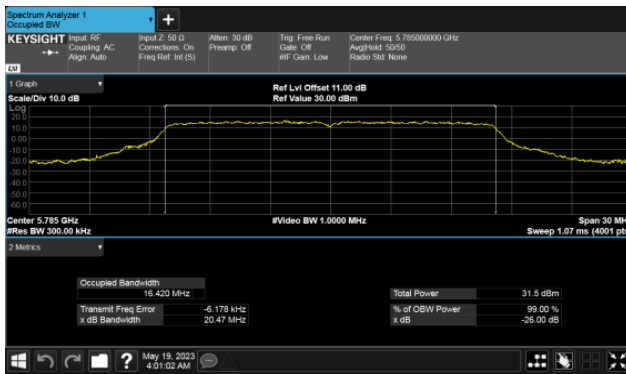 Spectrum Analyzer 1
Occupied BW
KEYSIGHT
Input: RF
Coupling: AC
Align: Auto
Input Z: 50 Ω
Corrections: On
Freq Ref: Int (S)
Atten: 30 dB
Preamp: Off
Trig: Free Run
Gate: Off
#IF Gain: Low
Center Freq: 5.785000000 GHz
Avg|Hold: 50/50
Radio Std: None
LXI
1 Graph
Scale/Div 10.0 dB
Ref Lvl Offset 11.00 dB
Ref Value 30.00 dBm
Log
20.0
10.0
0.00
-10.0
-20.0
-30.0
-40.0
-50.0
-60.0
Center 5.785 GHz
#Res BW 300.00 kHz
#Video BW 1.0000 MHz
Span 30 MH
Sweep 1.07 ms (4001 pts
2 Metrics
Occupied Bandwidth
16.420 MHz
Transmit Freq Error -6.178 kHz
x dB Bandwidth 20.47 MHz
Total Power 31.5 dBm
% of OBW Power 99.00 %
x dB -26.00 dB
?
May 19, 2023
4:01:02 AM